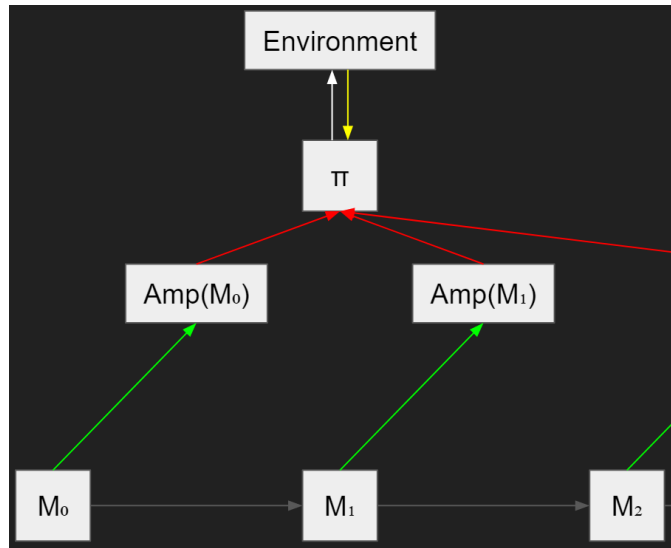 Environment
π
Amp(M₀)
Amp(M₁)
M₀
M₁
M₂